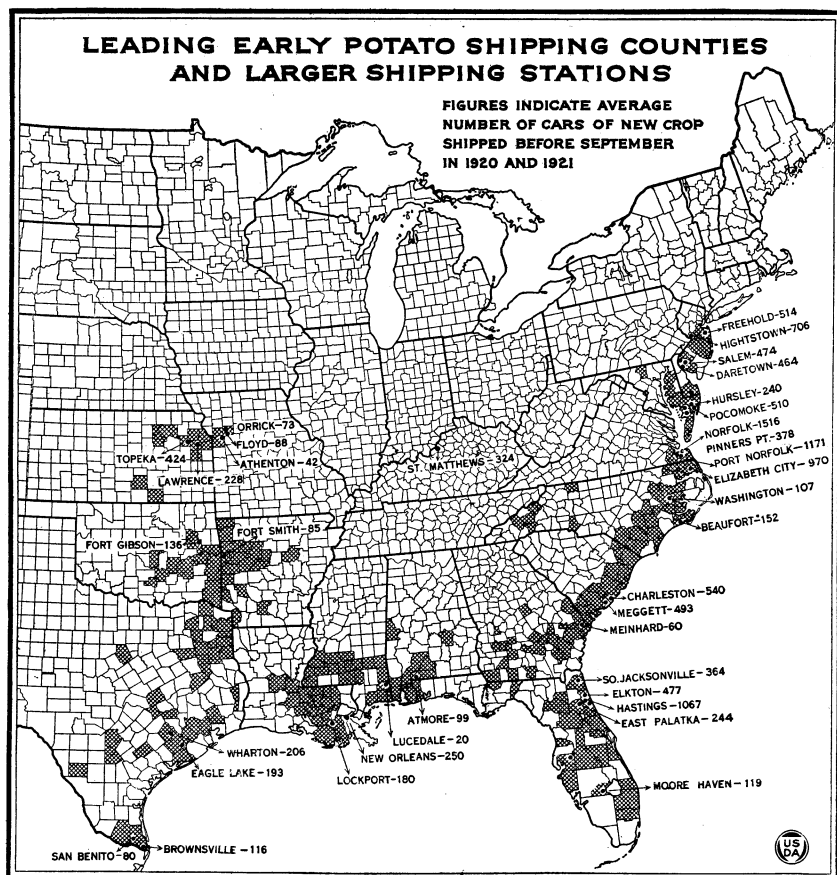 LEADING EARLY POTATO SHIPPING COUNTIES
AND LARGER SHIPPING STATIONS
FIGURES INDICATE AVERAGE
NUMBER OF CARS OF NEW CROP
SHIPPED BEFORE SEPTEMBER
IN 1920 AND 1921
FREEHOLD-514
HIGHTSTOWN-706
SALEM-474
DARETOWN-464
HURSLEY-240
POCOMOKE-510
NORFOLK-1516
PINNERS PT.-378
PORT NORFOLK-1171
ELIZABETH CITY-970
WASHINGTON-107
BEAUFORT-152
ORRICK-73
FLOYD-88
ATHENTON-42
TOPEKA-424
LAWRENCE-228
ST. MATTHEWS-324
FORT SMITH-85
FORT GIBSON-136
CHARLESTON-540
MEGGETT-493
MEINHARD-60
SO. JACKSONVILLE-364
ELKTON-477
HASTINGS-1067
EAST PALATKA-244
ATMORE-99
LUCEDALE-20
NEW ORLEANS-250
LOCKPORT-180
WHARTON-206
EAGLE LAKE-193
MOORE HAVEN-119
SAN BENITO-80
BROWNSVILLE-116
US
DA